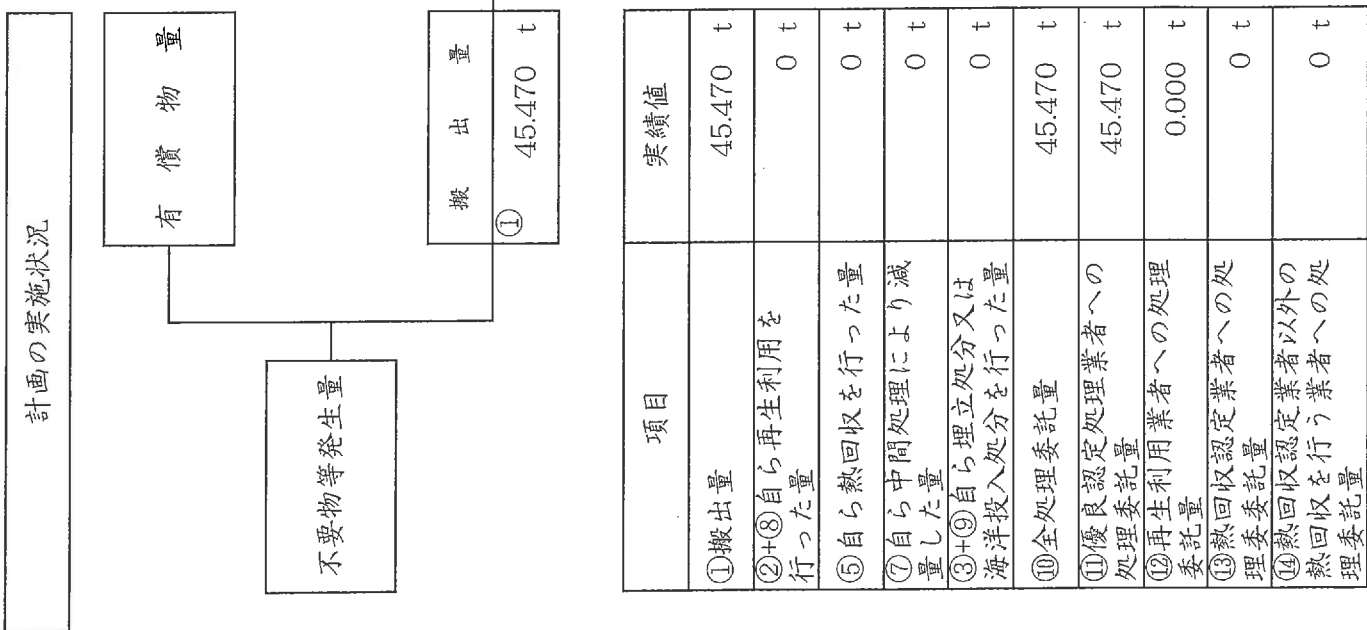 計画の実施状況
有償物量
不要物等発生量
搬出量
① 45.470 t
項目 実績値
①搬出量 45.470 t
②+⑧自ら再生利用を
行った量 0 t
⑤自ら熱回収を行った量 0 t
⑦自ら中間処理により減
量した量 0 t
③+⑨自ら埋立処分又は
海洋投入処分を行った量 0 t
⑩全処理委託量 45.470 t
⑪優良認定処理業者への
処理委託量 45.470 t
⑫再生利用業者への処理
委託量 0.000 t
⑬熱回収認定業者への処
理委託量 0 t
⑭熱回収認定業者以外の
熱回収を行う業者への処
理委託量 0 t